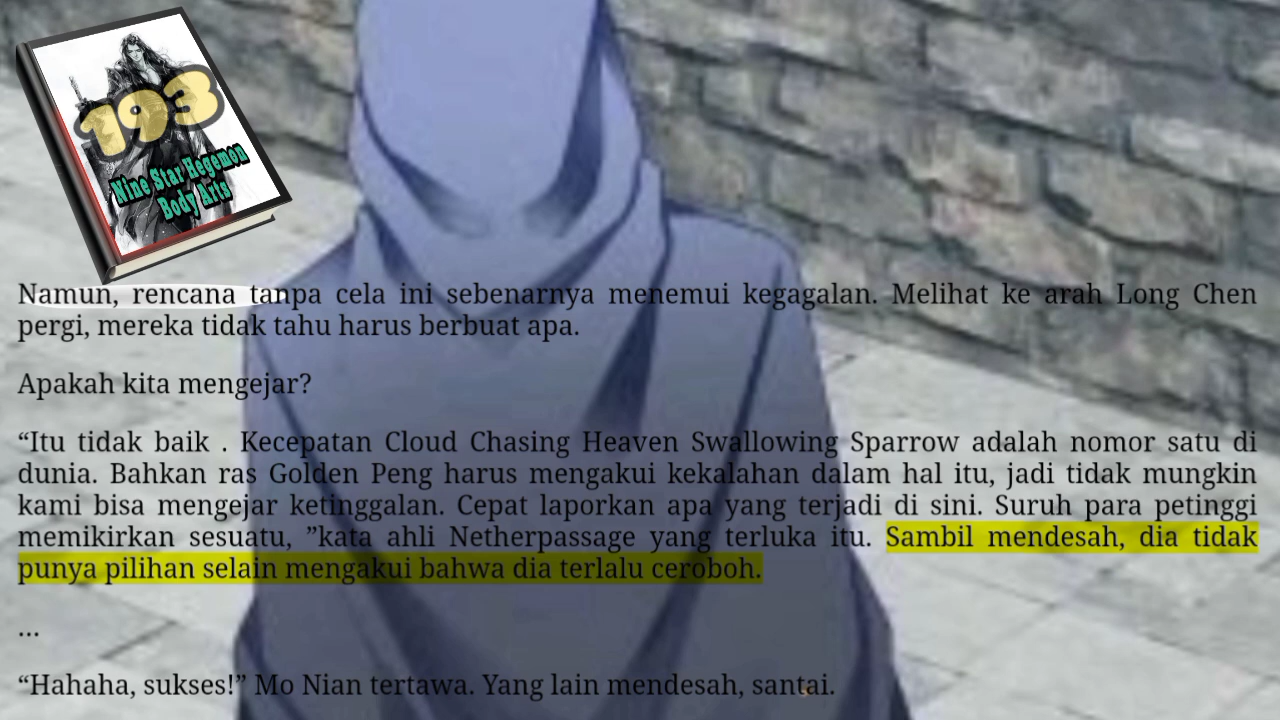 193
Nine Star Hegemon
Body Arts
Namun, rencana tanpa cela ini sebenarnya menemui kegagalan. Melihat ke arah Long Chen
pergi, mereka tidak tahu harus berbuat apa.
Apakah kita mengejar?
“Itu tidak baik . Kecepatan Cloud Chasing Heaven Swallowing Sparrow adalah nomor satu di
dunia. Bahkan ras Golden Peng harus mengakui kekalahan dalam hal itu, jadi tidak mungkin
kami bisa mengejar ketinggalan. Cepat laporkan apa yang terjadi di sini. Suruh para petinggi
memikirkan sesuatu, ”kata ahli Netherpassage yang terluka itu. Sambil mendesah, dia tidak
punya pilihan selain mengakui bahwa dia terlalu ceroboh.
...
“Hahaha, sukses!” Mo Nian tertawa. Yang lain mendesah, santai.